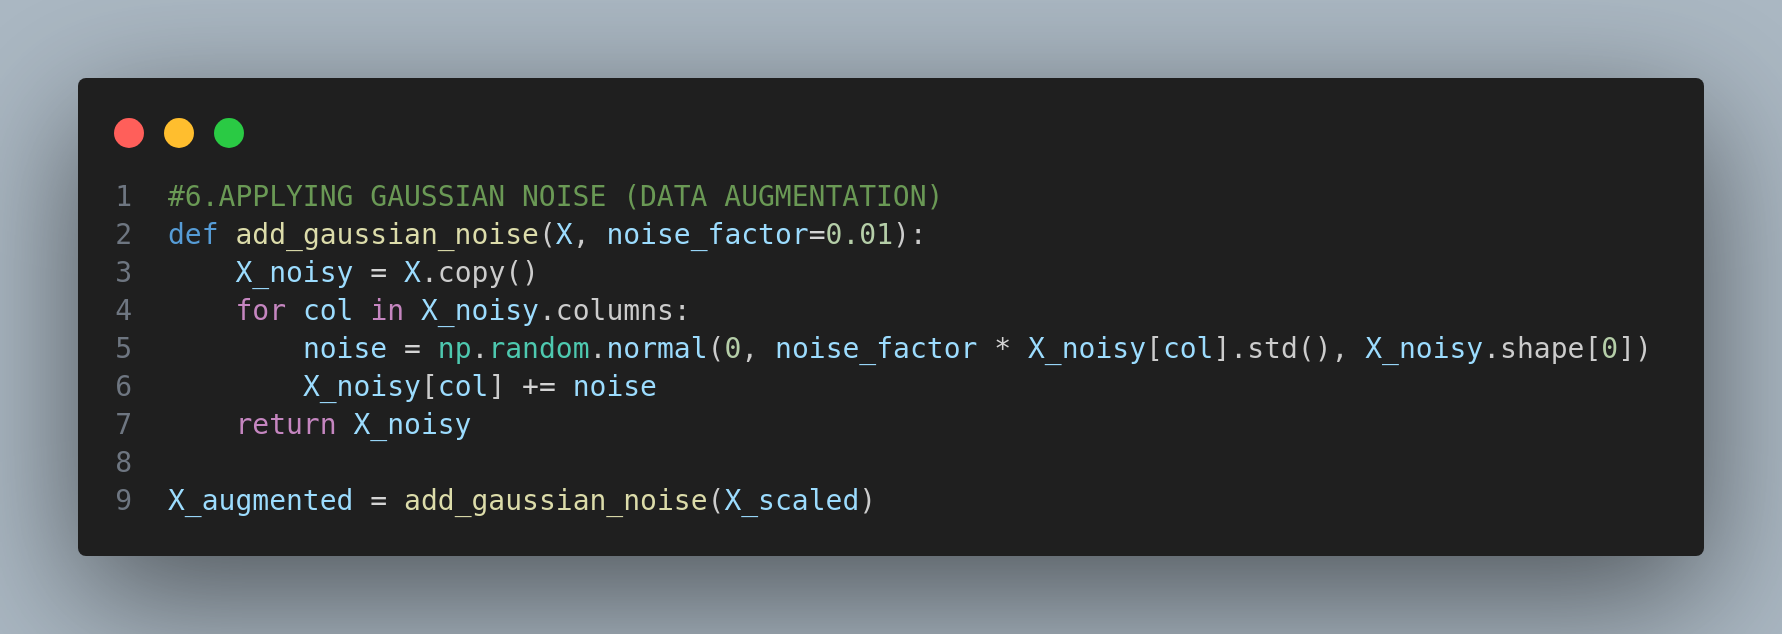 1 #6.APPLYING GAUSSIAN NOISE (DATA AUGMENTATION)
2 def add_gaussian_noise(X, noise_factor=0.01):
3     X_noisy = X.copy()
4     for col in X_noisy.columns:
5         noise = np.random.normal(0, noise_factor * X_noisy[col].std(), X_noisy.shape[0])
6         X_noisy[col] += noise
7     return X_noisy
8
9 X_augmented = add_gaussian_noise(X_scaled)